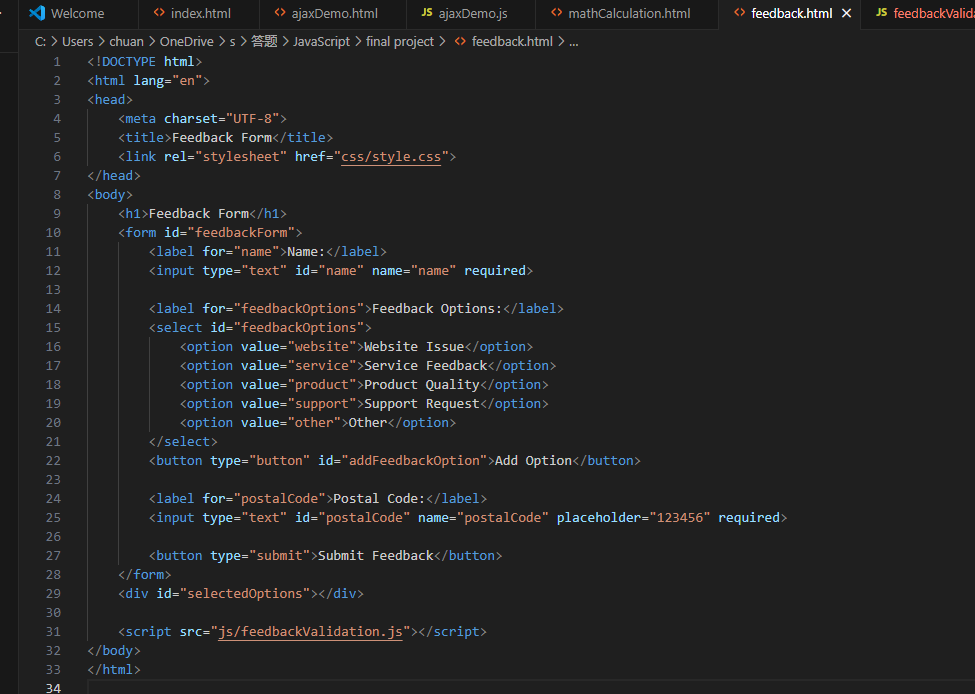 Welcome index.html ajaxDemo.html JS ajaxDemo.js mathCalculation.html feedback.html JS feedbackValida
C: > Users > chuan > OneDrive > s > 答题 > JavaScript > final project > feedback.html > ...
1 <!DOCTYPE html>
2 <html lang="en">
3 <head>
4 <meta charset="UTF-8">
5 <title>Feedback Form</title>
6 <link rel="stylesheet" href="css/style.css">
7 </head>
8 <body>
9 <h1>Feedback Form</h1>
10 <form id="feedbackForm">
11 <label for="name">Name:</label>
12 <input type="text" id="name" name="name" required>
13
14 <label for="feedbackOptions">Feedback Options:</label>
15 <select id="feedbackOptions">
16 <option value="website">Website Issue</option>
17 <option value="service">Service Feedback</option>
18 <option value="product">Product Quality</option>
19 <option value="support">Support Request</option>
20 <option value="other">Other</option>
21 </select>
22 <button type="button" id="addFeedbackOption">Add Option</button>
23
24 <label for="postalCode">Postal Code:</label>
25 <input type="text" id="postalCode" name="postalCode" placeholder="123456" required>
26
27 <button type="submit">Submit Feedback</button>
28 </form>
29 <div id="selectedOptions"></div>
30
31 <script src="js/feedbackValidation.js"></script>
32 </body>
33 </html>
34